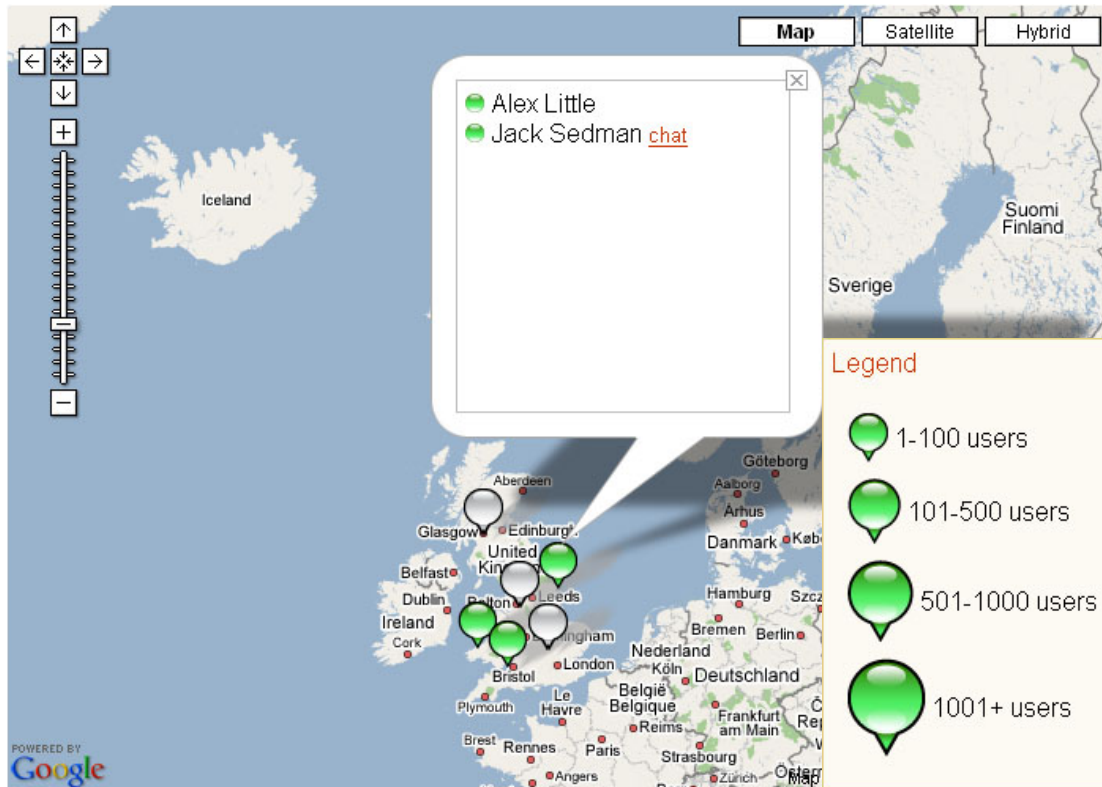 Map
Satellite
Hybrid
Alex Little
Jack Sedman chat
Iceland
Suomi
Finland
Sverige
Legend
1-100 users
101-500 users
501-1000 users
1001+ users
Göteborg
Aberdeen
Aalborg
Århus
Glasgow
Edinburgh
Danmark
United
Belfast
Leeds
Dublin
Ireland
Hamburg
Cork
Bremen
Berlin
Nederland
London
Bristol
Köln
Deutschland
België
Belgique
Plymouth
Le
Havre
Frankfurt
am Main
Reims
Brest
Rennes
Paris
Strasbourg
Angers
Zürich
POWERED BY
Google